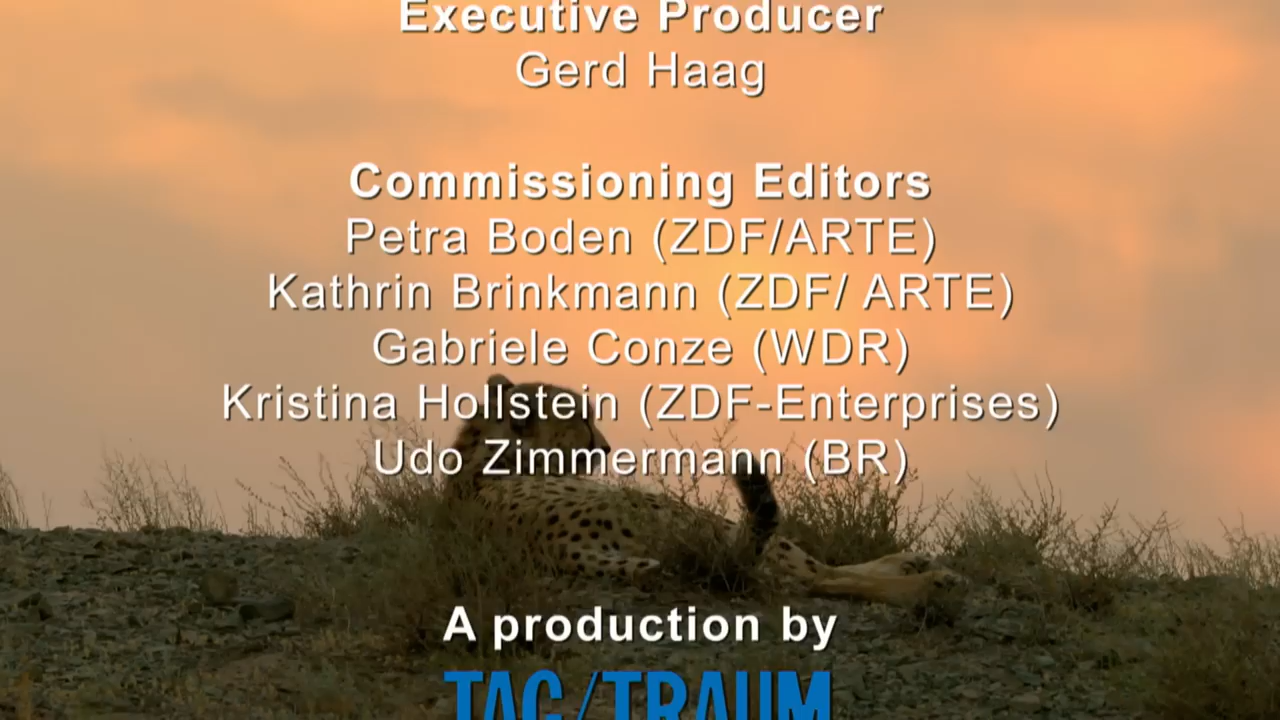 Executive Producer
Gerd Haag
Commissioning Editors
Petra Boden (ZDF/ARTE)
Kathrin Brinkmann (ZDF/ ARTE)
Gabriele Conze (WDR)
Kristina Hollstein (ZDF-Enterprises)
Udo Zimmermann (BR)
A production by
TAG/TRAUM